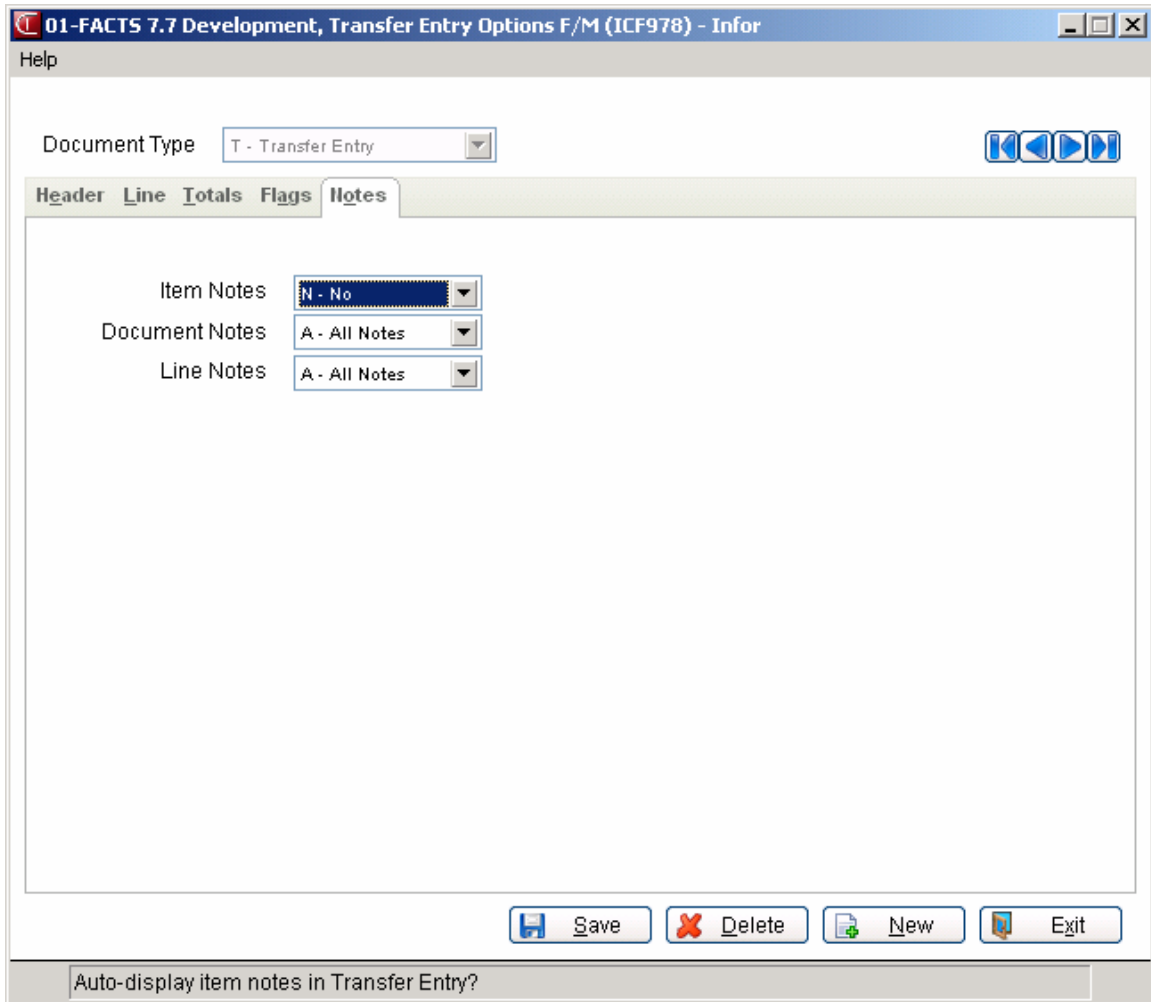 01-FACTS 7.7 Development, Transfer Entry Options F/M (ICF978) - Infor
Help
Document Type T - Transfer Entry
Header Line Totals Flags Notes
Item Notes N - No
Document Notes A - All Notes
Line Notes A - All Notes
Save Delete New Exit
Auto-display item notes in Transfer Entry?